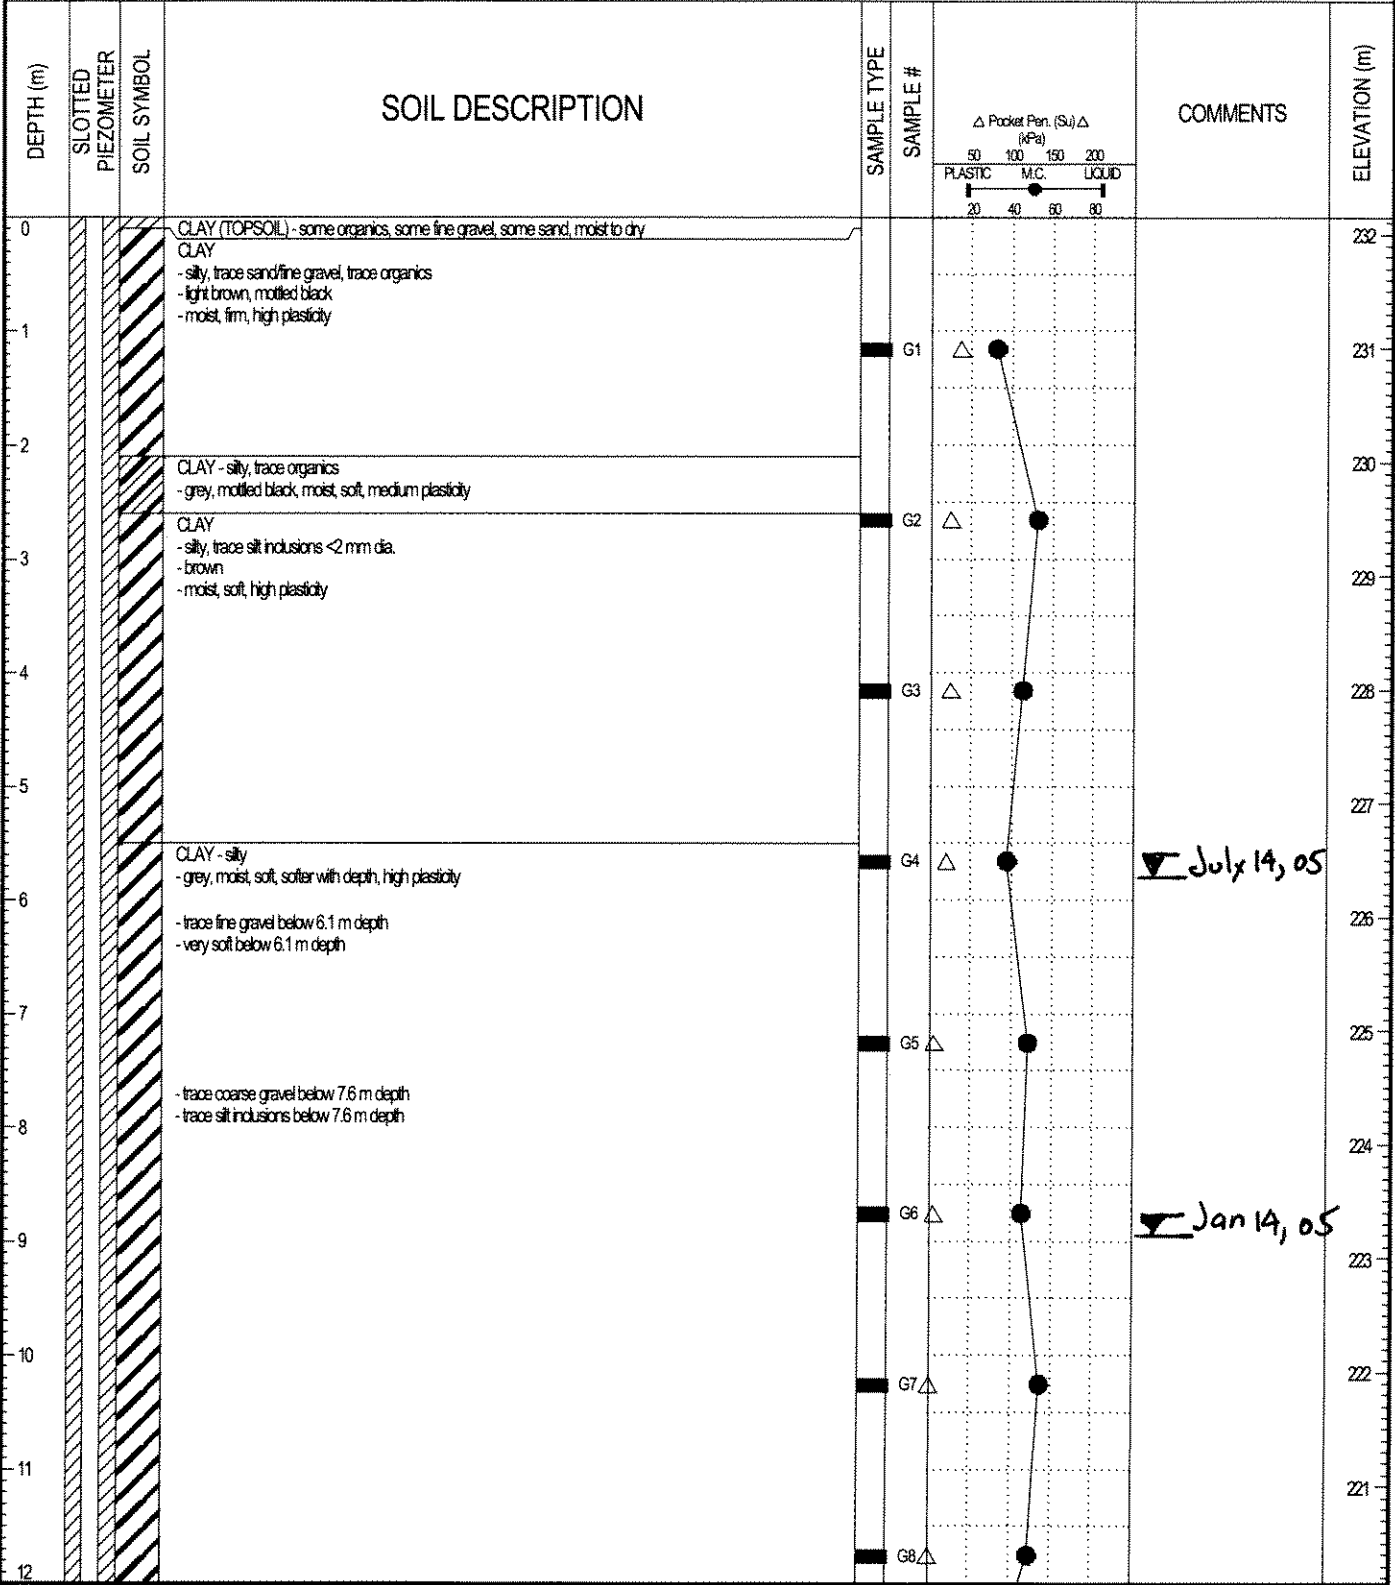 DEPTH (m)
SLOTTED
PIEZOMETER
SOIL SYMBOL
SOIL DESCRIPTION
SAMPLE TYPE
SAMPLE #
△ Pocket Pen. (Su) △
(kPa)
50 100 150 200
PLASTIC M.C. LIQUID
20 40 60 80
COMMENTS
ELEVATION (m)
0
CLAY (TOPSOIL) - some organics, some fine gravel, some sand, moist to dry
232
CLAY
- silty, trace sand/fine gravel, trace organics
- light brown, mottled black
- moist, firm, high plasticity
1
G1
231
2
CLAY - silty, trace organics
230
- grey, mottled black, moist, soft, medium plasticity
CLAY
G2
- silty, trace silt inclusions <2 mm dia.
3
- brown
229
- moist, soft, high plasticity
4
G3
228
5
227
CLAY - silty
G4
July 14, 05
- grey, moist, soft, softer with depth, high plasticity
6
- trace fine gravel below 6.1 m depth
226
- very soft below 6.1 m depth
7
225
G5
- trace coarse gravel below 7.6 m depth
- trace silt inclusions below 7.6 m depth
8
224
G6
Jan 14, 05
9
223
10
222
G7
11
221
G8
12